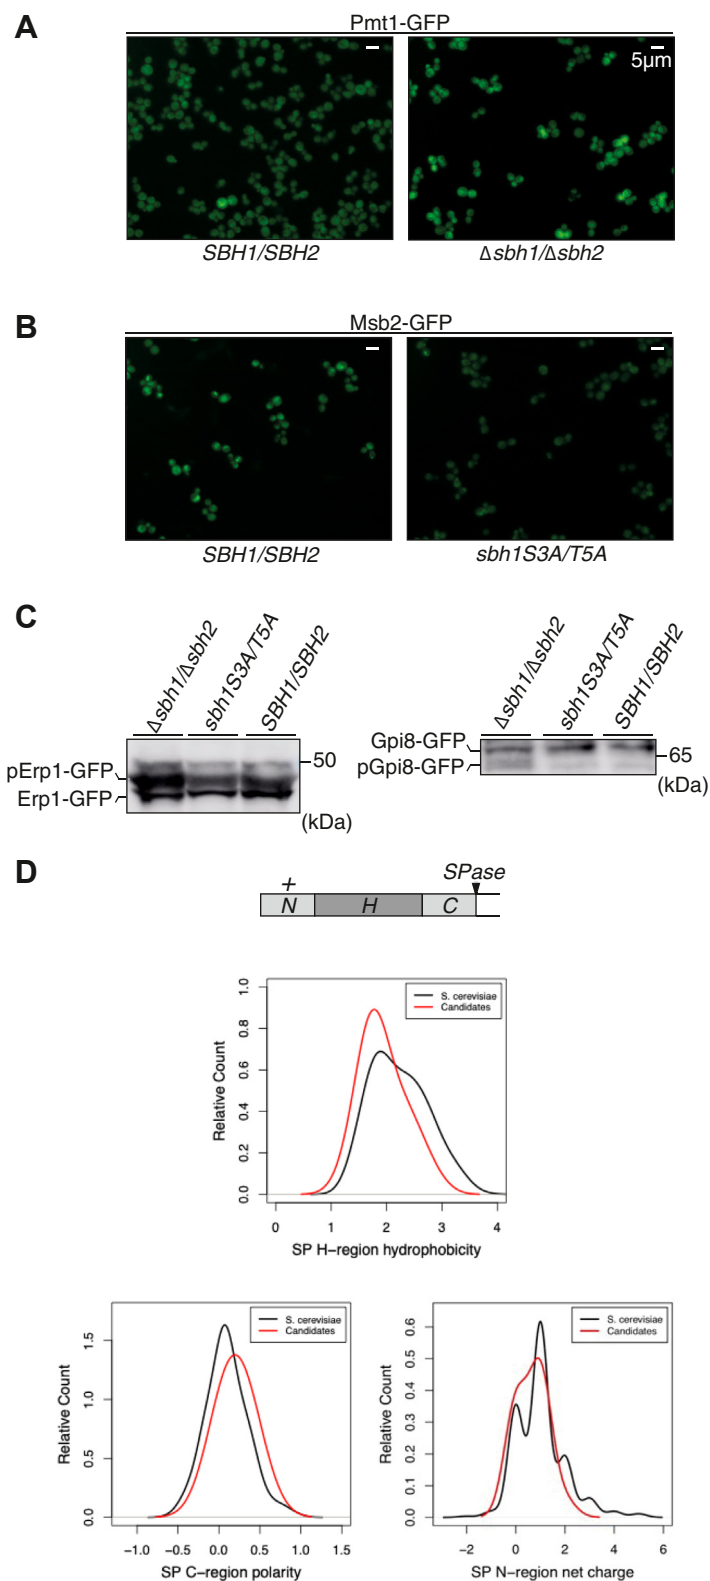 A
Pmt1-GFP
5μm
SBH1/SBH2
Δsbh1/Δsbh2
B
Msb2-GFP
SBH1/SBH2
sbh1S3A/T5A
C
Δsbh1/Δsbh2
sbh1S3A/T5A
SBH1/SBH2
50
pErp1-GFP
Erp1-GFP
(kDa)
Δsbh1/Δsbh2
sbh1S3A/T5A
SBH1/SBH2
Gpi8-GFP
pGpi8-GFP
65
(kDa)
D
SPase
+
N H C
Relative Count
1.0
0.8
0.6
0.4
0.2
0.0
S. cerevisiae
Candidates
0 1 2 3 4
SP H-region hydrophobicity
Relative Count
1.5
1.0
0.5
0.0
S. cerevisiae
Candidates
-1.0 -0.5 0.0 0.5 1.0 1.5
SP C-region polarity
Relative Count
0.6
0.5
0.4
0.3
0.2
0.1
0.0
S. cerevisiae
Candidates
-2 0 2 4 6
SP N-region net charge